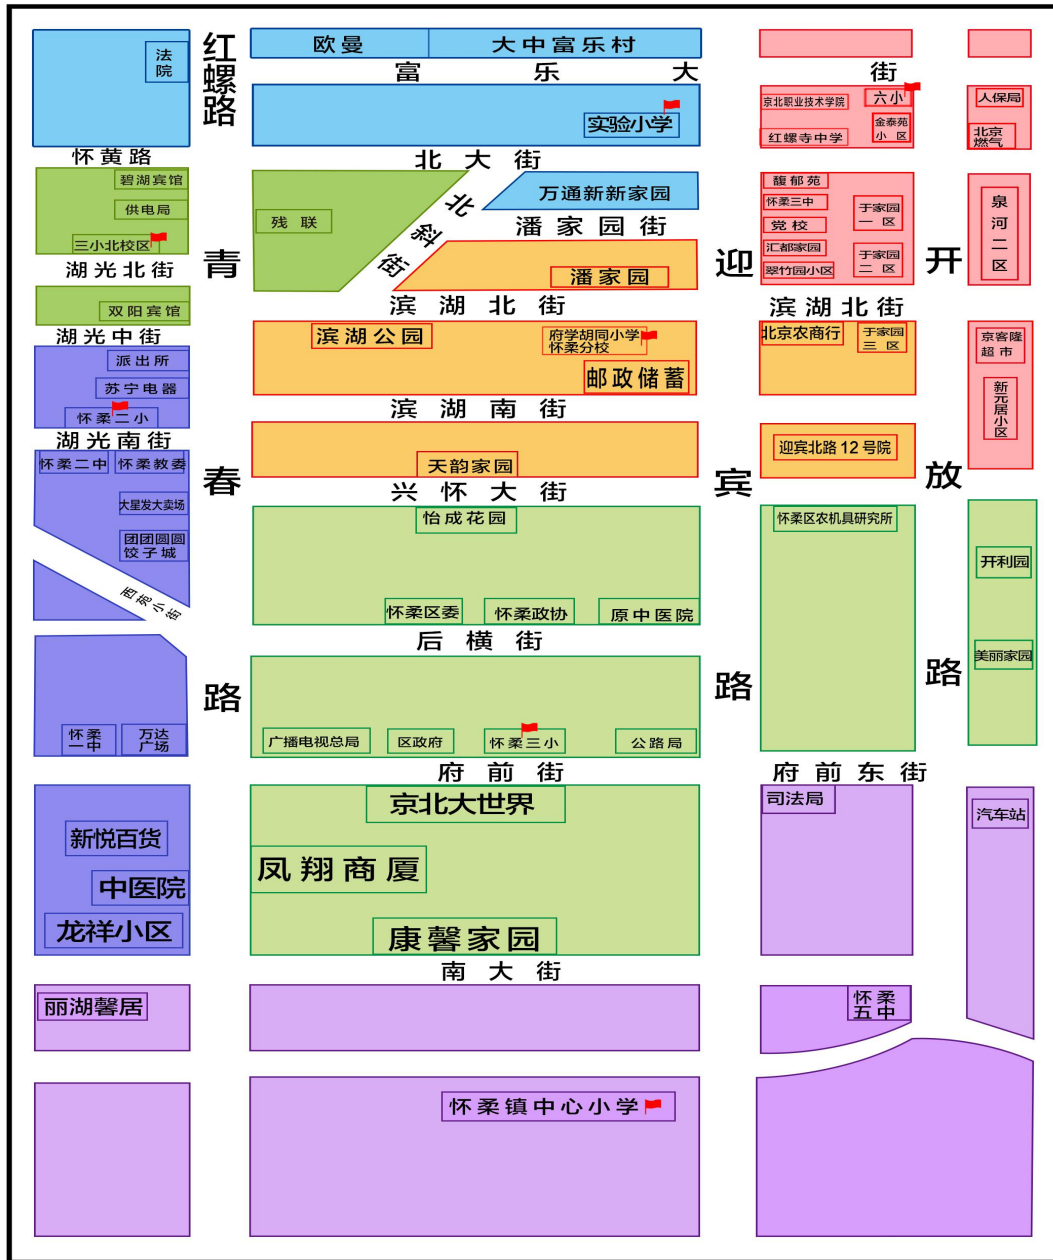 法
院
红螺路
欧曼
大中富乐村
富乐大街
实验小学
京北职业技术学院
六小
红螺寺中学
金泰苑
小区
人保局
北京
燃气
怀黄路
北大街
碧湖宾馆
供电局
三小北校区
残联
北斜街
万通新新家园
潘家园街
潘家园
馥郁苑
怀柔三中
党校
汇都家园
翠竹园小区
于家园
一区
于家园
二区
泉河二区
湖光北街
青春路
滨湖北街
迎宾路
滨湖北街
开放路
双阳宾馆
湖光中街
滨湖公园
府学胡同小学
怀柔分校
邮政储蓄
北京农商行
于家园
三区
京客隆
超市
新元居小区
派出所
苏宁电器
怀柔二小
滨湖南街
湖光南街
天韵家园
迎宾北路12号院
怀柔二中
怀柔教委
大星发大卖场
团团圆圆
饺子城
西苑小街
兴怀大街
怡成花园
怀柔区委
怀柔政协
原中医院
怀柔区农机具研究所
开利园
美丽家园
后横街
怀柔
一中
万达
广场
广播电视总局
区政府
怀柔三小
公路局
府前街
府前东街
新悦百货
中医院
龙祥小区
京北大世界
凤翔商厦
康馨家园
司法局
汽车站
南大街
丽湖馨居
怀柔
五中
怀柔镇中心小学